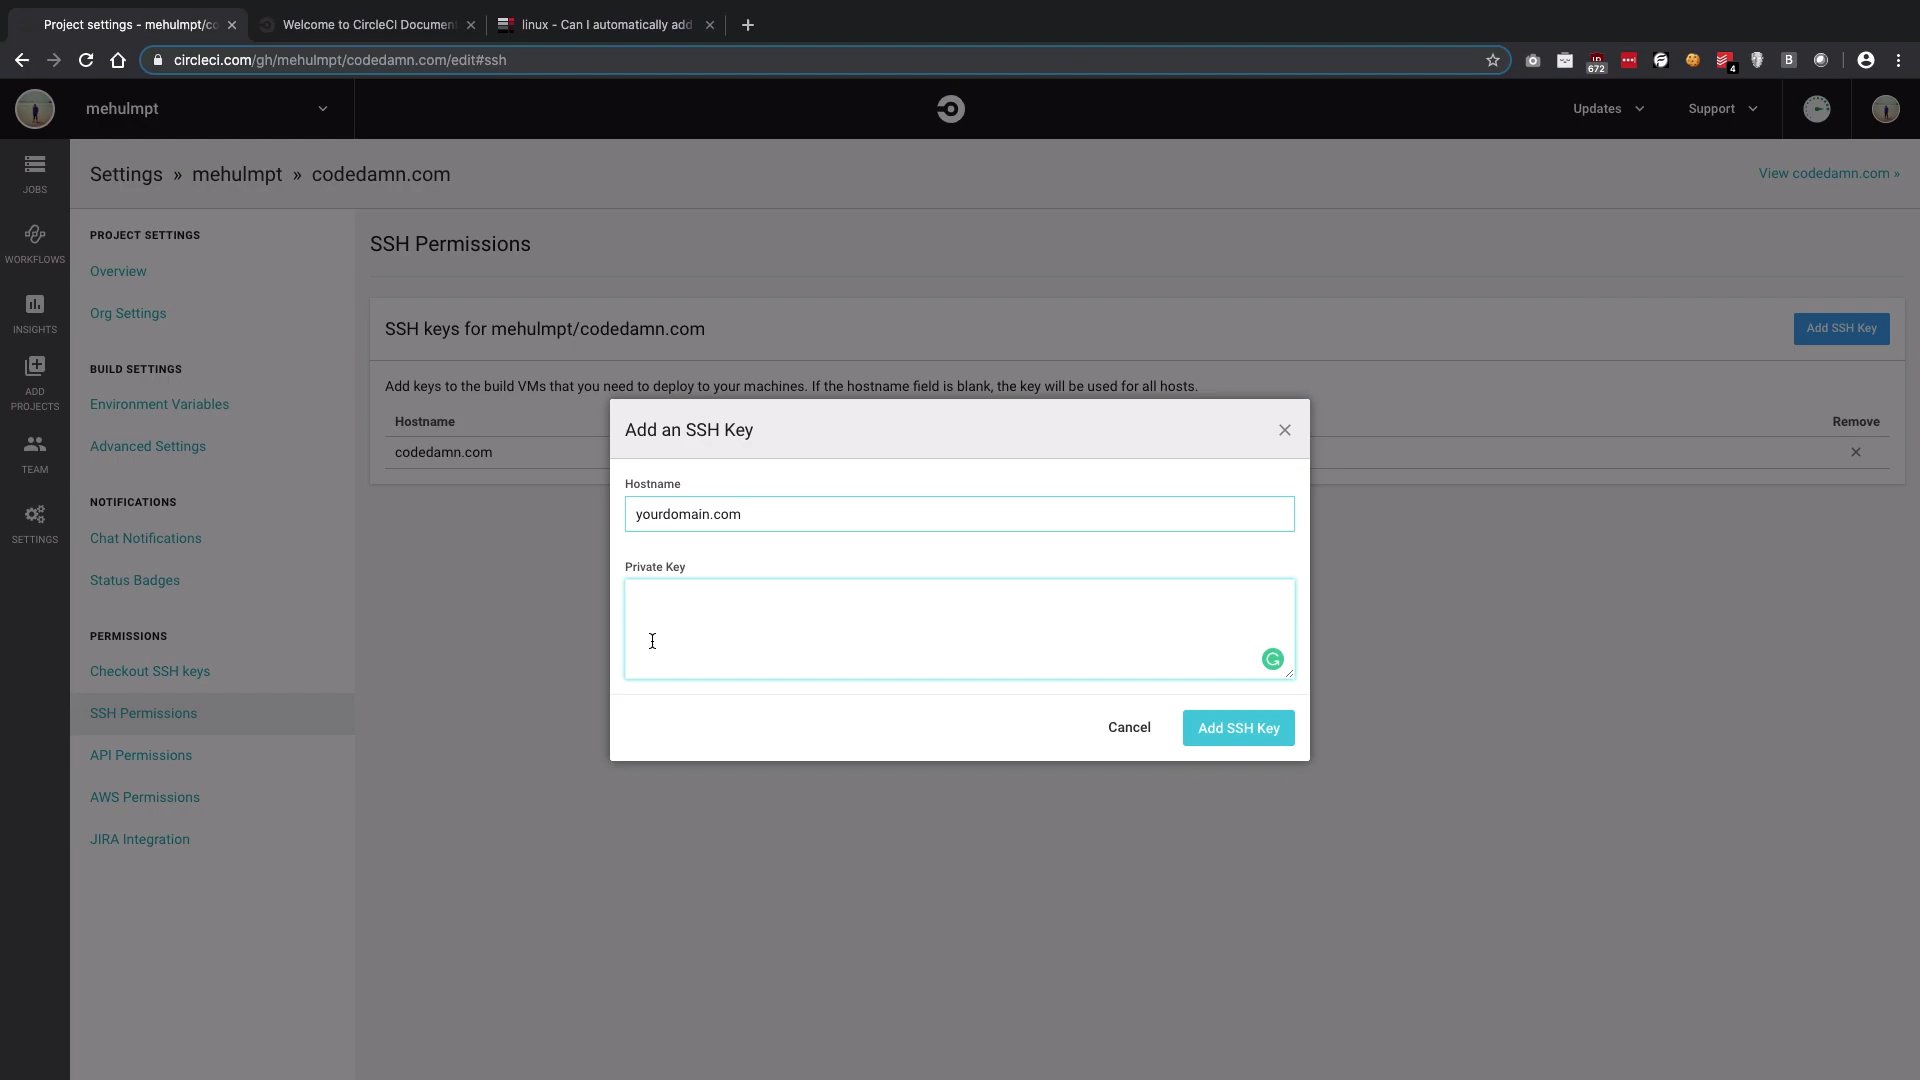 Project settings - mehulmpt/co
Welcome to CircleCI Documen
linux - Can I automatically add
circleci.com/gh/mehulmpt/codedamn.com/edit#ssh
672
4
B
mehulmpt
Updates
Support
JOBS
WORKFLOWS
INSIGHTS
ADD
PROJECTS
TEAM
SETTINGS
Settings » mehulmpt » codedamn.com
View codedamn.com »
PROJECT SETTINGS
Overview
Org Settings
BUILD SETTINGS
Environment Variables
Advanced Settings
NOTIFICATIONS
Chat Notifications
Status Badges
PERMISSIONS
Checkout SSH keys
SSH Permissions
API Permissions
AWS Permissions
JIRA Integration
SSH Permissions
SSH keys for mehulmpt/codedamn.com
Add SSH Key
Add keys to the build VMs that you need to deploy to your machines. If the hostname field is blank, the key will be used for all hosts.
Hostname
Remove
codedamn.com
Add an SSH Key
Hostname
yourdomain.com
Private Key
Cancel
Add SSH Key